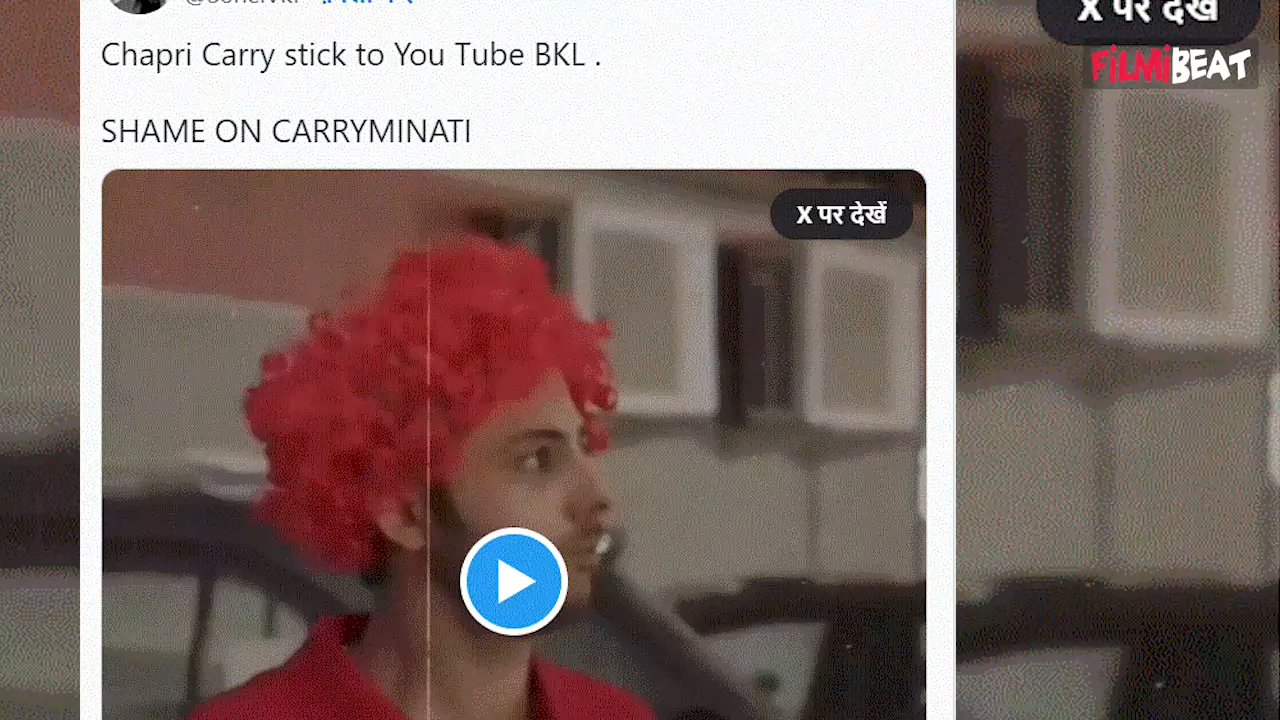 X पर देखें
FiLMiBEAT
Chapri Carry stick to You Tube BKL .
SHAME ON CARRYMINATI
X पर देखें